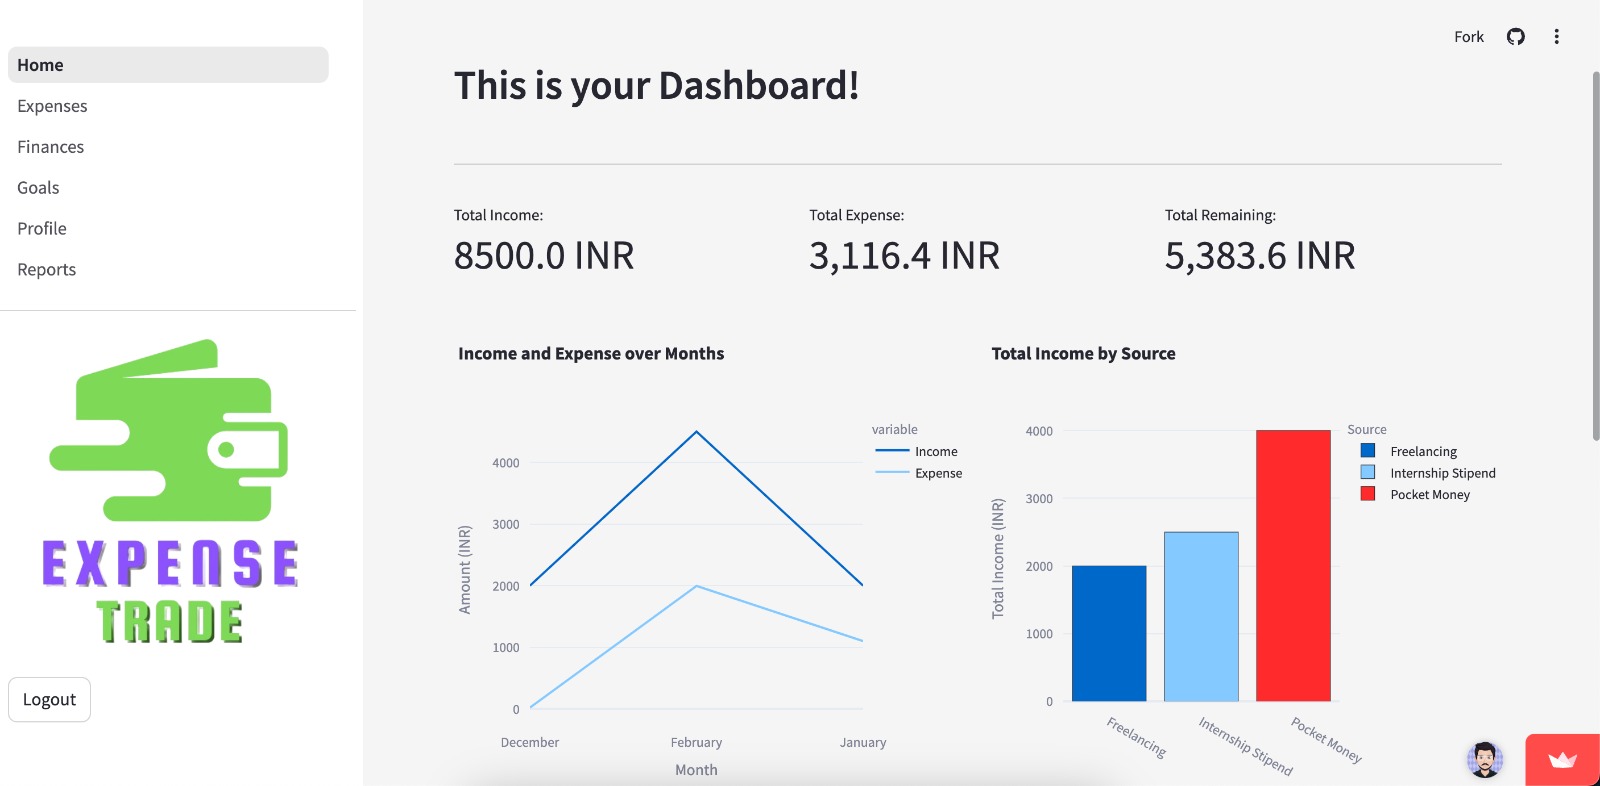 Fork
Home
Expenses
Finances
Goals
Profile
Reports
EXPENSE
TRADE
Logout
This is your Dashboard!
Total Income:
8500.0 INR
Total Expense:
3,116.4 INR
Total Remaining:
5,383.6 INR
Income and Expense over Months
variable
Income
Expense
Amount (INR)
4000
3000
2000
1000
0
December
February
January
Month
Total Income by Source
Source
Freelancing
Internship Stipend
Pocket Money
Total Income (INR)
4000
3000
2000
1000
0
Freelancing
Internship Stipend
Pocket Money